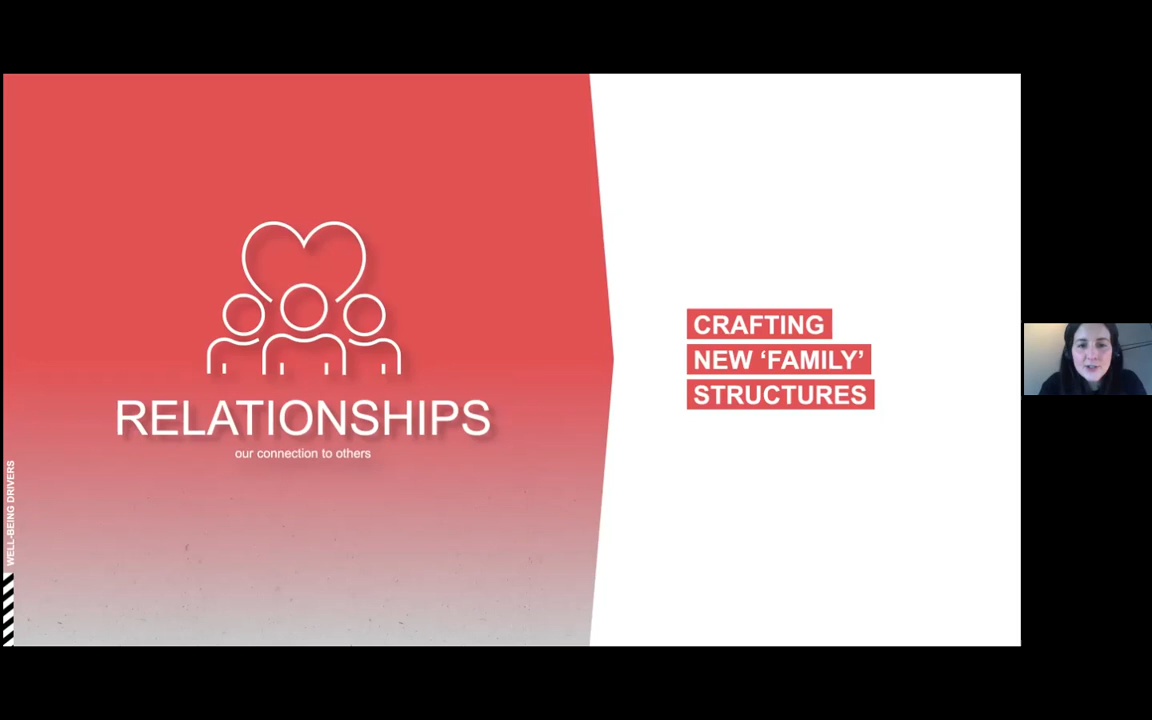 RELATIONSHIPS
our connection to others
WELL-BEING DRIVERS
CRAFTING
NEW ‘FAMILY’
STRUCTURES